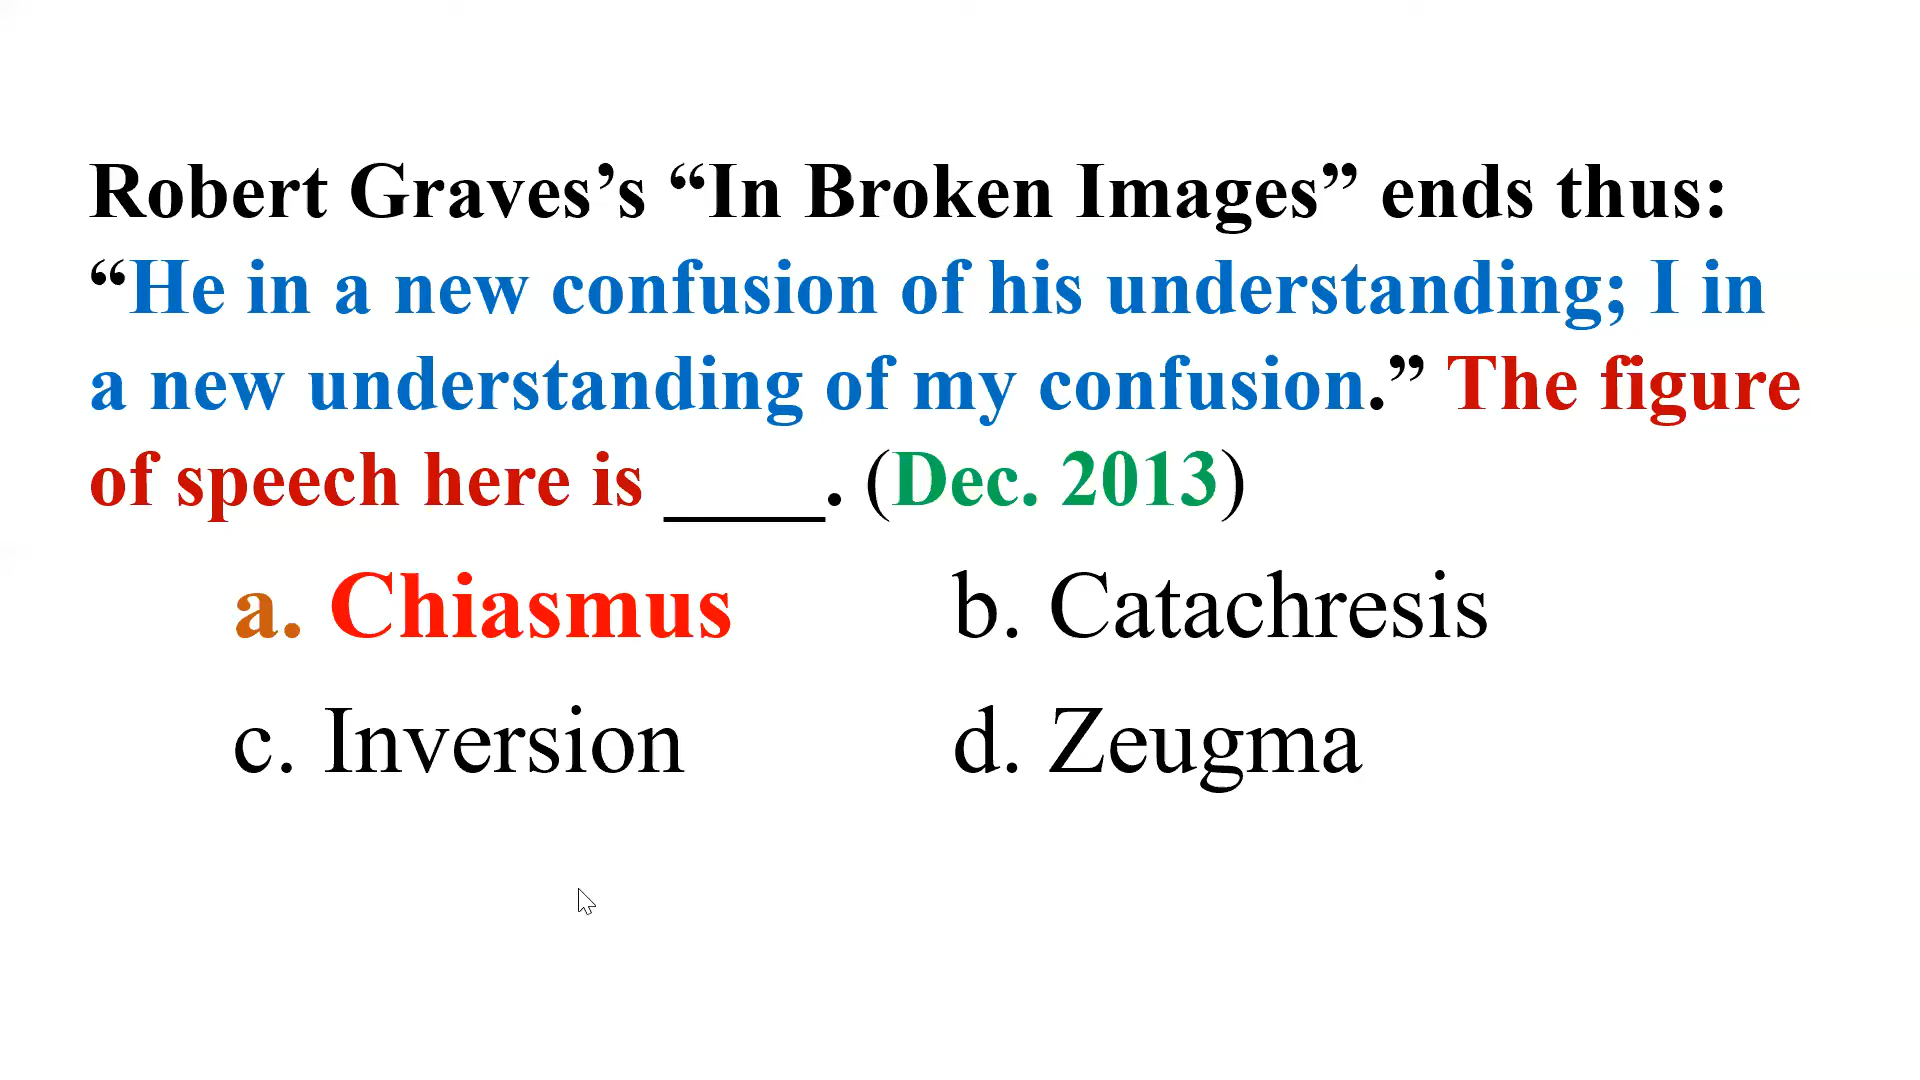 Robert Graves’s “In Broken Images” ends thus:
“He in a new confusion of his understanding; I in
a new understanding of my confusion.” The figure
of speech here is ____. (Dec. 2013)
a. Chiasmus b. Catachresis
c. Inversion d. Zeugma